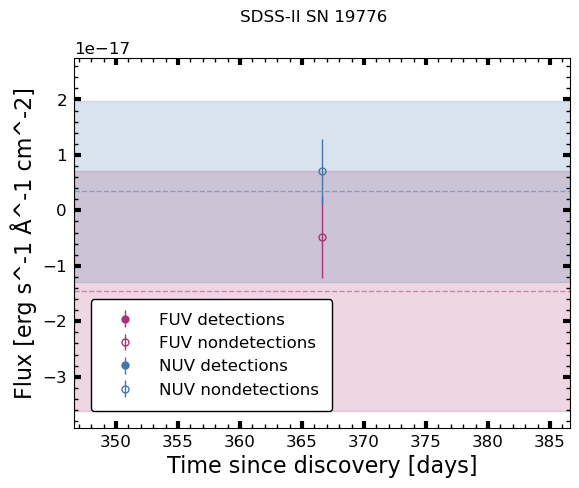 SDSS-II SN 19776
1e−17
2
1
0
−1
−2
−3
Flux [erg s^-1 Å^-1 cm^-2]
FUV detections
FUV nondetections
NUV detections
NUV nondetections
350 355 360 365 370 375 380 385
Time since discovery [days]